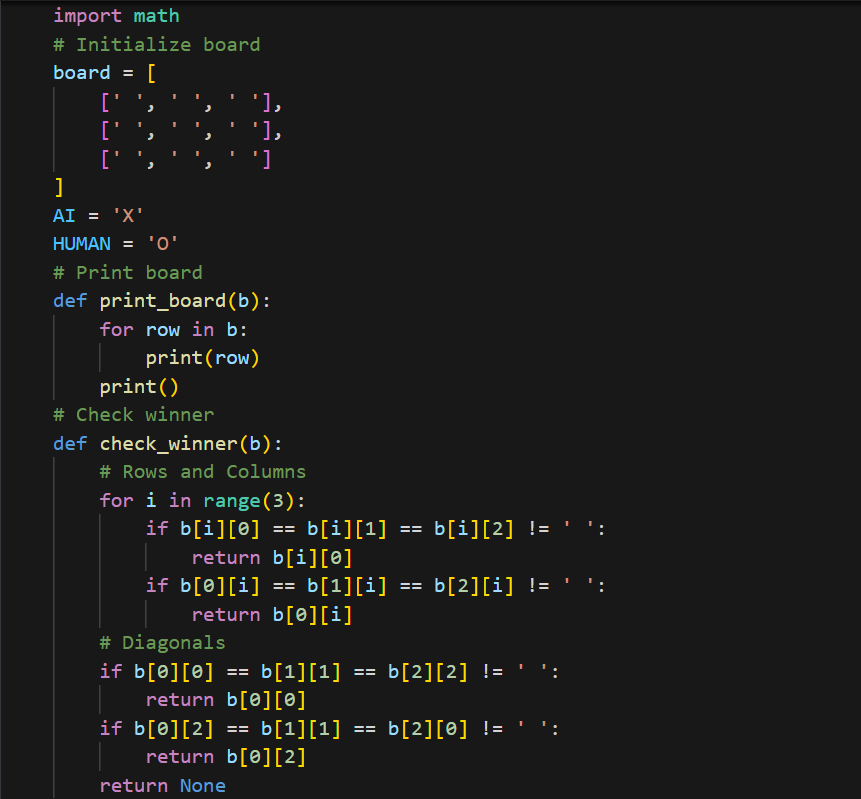 import math
# Initialize board
board = [
    [' ', ' ', ' '],
    [' ', ' ', ' '],
    [' ', ' ', ' ']
]
AI = 'X'
HUMAN = 'O'
# Print board
def print_board(b):
    for row in b:
        print(row)
    print()
# Check winner
def check_winner(b):
    # Rows and Columns
    for i in range(3):
        if b[i][0] == b[i][1] == b[i][2] != ' ':
            return b[i][0]
        if b[0][i] == b[1][i] == b[2][i] != ' ':
            return b[0][i]
    # Diagonals
    if b[0][0] == b[1][1] == b[2][2] != ' ':
        return b[0][0]
    if b[0][2] == b[1][1] == b[2][0] != ' ':
        return b[0][2]
    return None